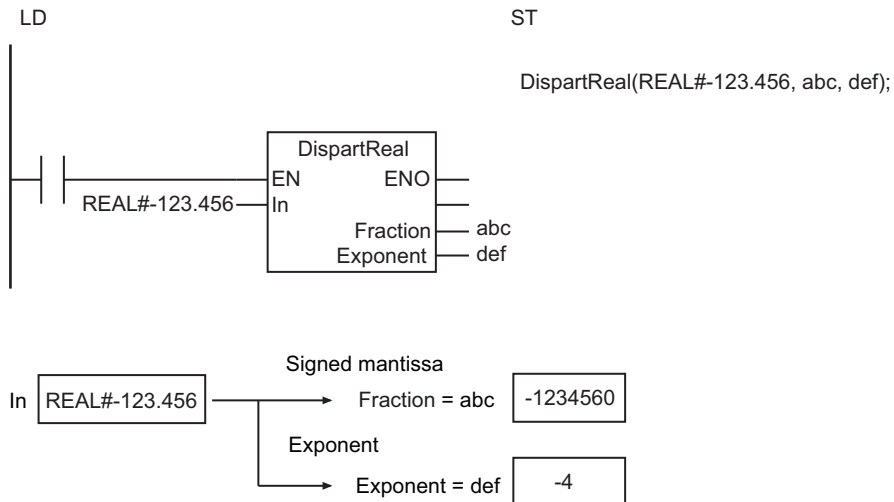 LD
ST
DispartReal(REAL#-123.456, abc, def);
DispartReal
EN ENO
REAL#-123.456 In
Fraction abc
Exponent def
Signed mantissa
In REAL#-123.456 Fraction = abc -1234560
Exponent
Exponent = def -4